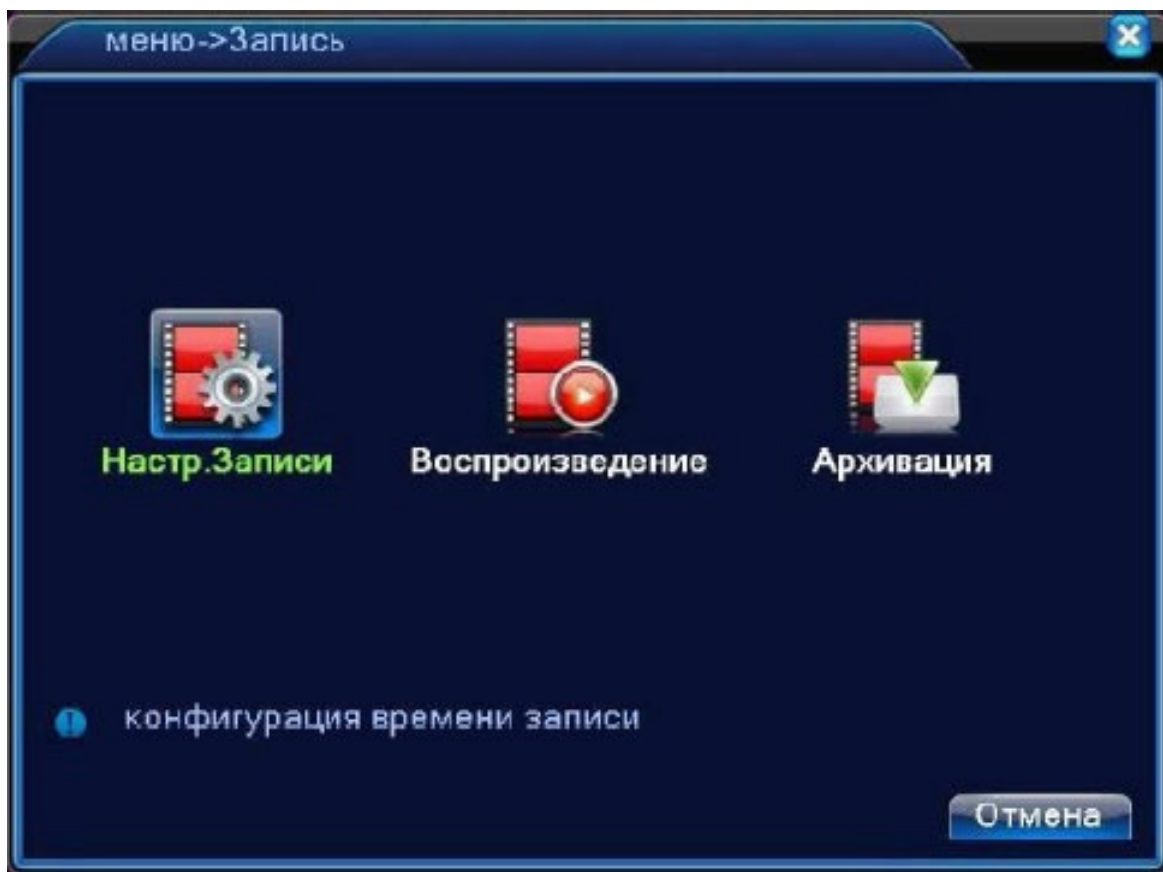 меню->Запись
Настр.Записи Воспроизведение Архивация
конфигурация времени записи
Отмена